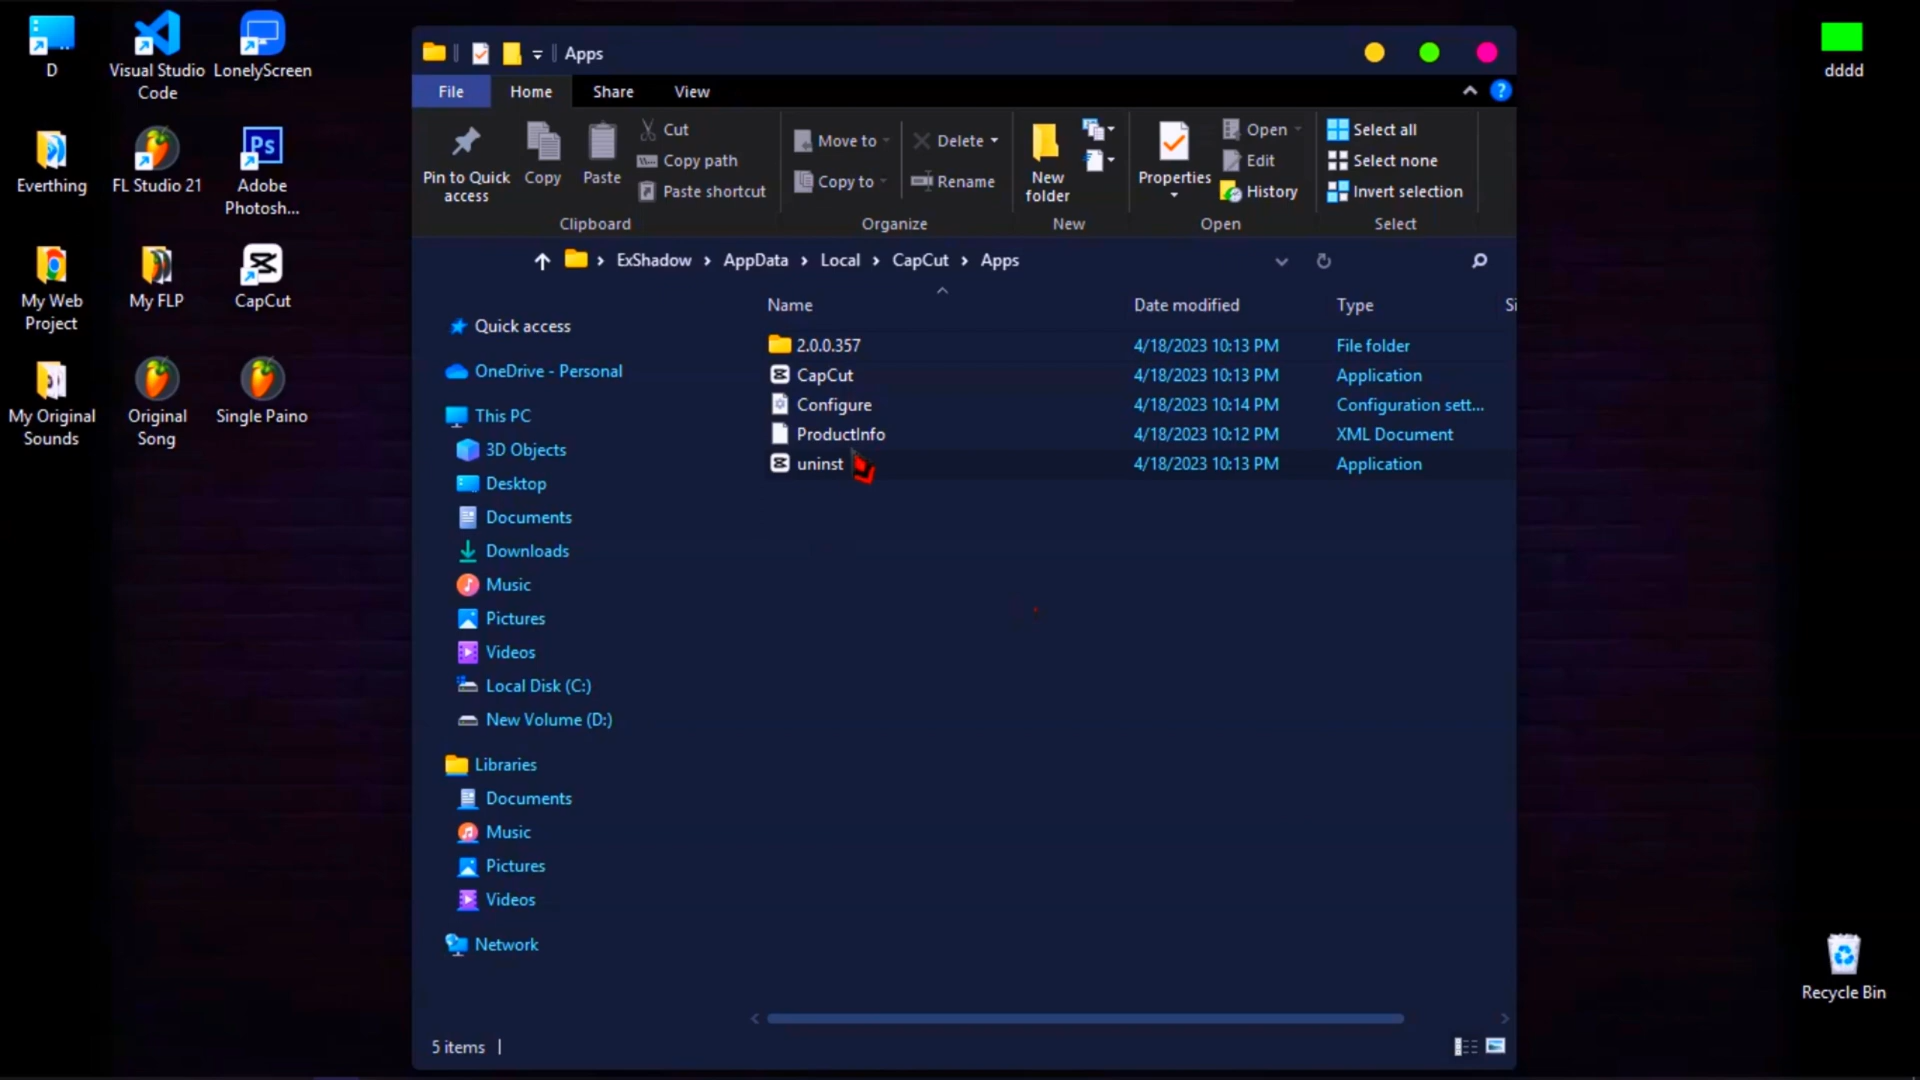 D
Visual Studio
Code
LonelyScreen
Everthing
FL Studio 21
Ps
Adobe
Photosh...
My Web
Project
My FLP
CapCut
My Original
Sounds
Original
Song
Single Paino
Apps
File
Home
Share
View
?
Pin to Quick
access
Copy
Paste
Cut
Copy path
Paste shortcut
Clipboard
Move to
Copy to
Delete
Rename
Organize
New
folder
New
Properties
Open
Edit
History
Open
Select all
Select none
Invert selection
Select
ExShadow › AppData › Local › CapCut › Apps
Name Date modified Type Si
2.0.0.357 4/18/2023 10:13 PM File folder
CapCut 4/18/2023 10:13 PM Application
Configure 4/18/2023 10:14 PM Configuration sett...
ProductInfo 4/18/2023 10:12 PM XML Document
uninst 4/18/2023 10:13 PM Application
Quick access
OneDrive - Personal
This PC
3D Objects
Desktop
Documents
Downloads
Music
Pictures
Videos
Local Disk (C:)
New Volume (D:)
Libraries
Documents
Music
Pictures
Videos
Network
5 items
dddd
Recycle Bin